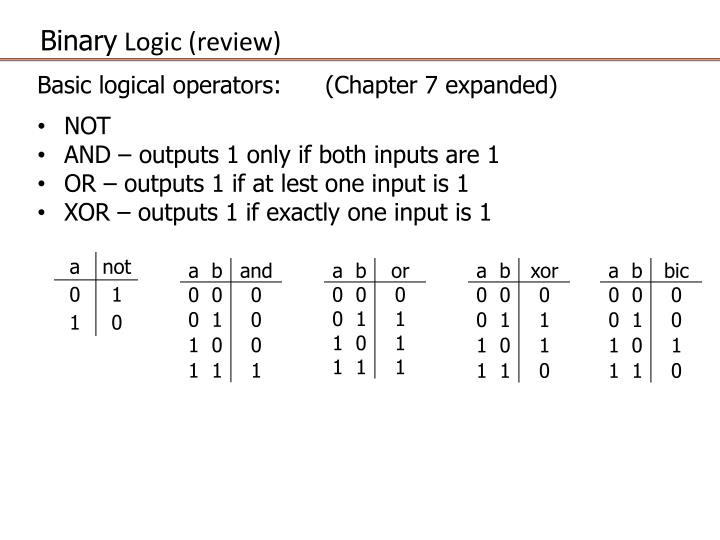 Binary Logic (review)
Basic logical operators: (Chapter 7 expanded)
• NOT
• AND – outputs 1 only if both inputs are 1
• OR – outputs 1 if at lest one input is 1
• XOR – outputs 1 if exactly one input is 1
a not
0 1
1 0
a b and
0 0 0
0 1 0
1 0 0
1 1 1
a b or
0 0 0
0 1 1
1 0 1
1 1 1
a b xor
0 0 0
0 1 1
1 0 1
1 1 0
a b bic
0 0 0
0 1 0
1 0 1
1 1 0